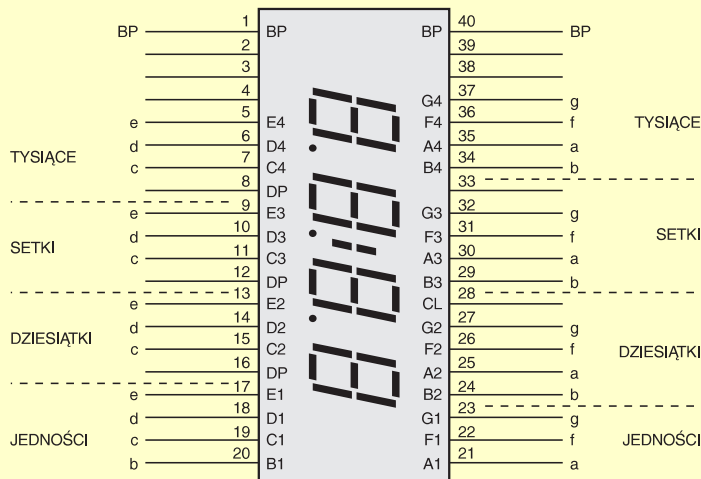 BP 1 BP BP 40 BP
2 39
3 38
4 G4 37 g
e 5 E4 F4 36 f TYSIĄCE
d 6 D4 A4 35 a
TYSIĄCE c 7 C4 B4 34 b
8 DP 33
e 9 E3 G3 32 g
d 10 D3 F3 31 f SETKI
SETKI c 11 C3 A3 30 a
12 DP B3 29 b
e 13 E2 CL 28
d 14 D2 G2 27 g
DZIESIĄTKI c 15 C2 F2 26 f DZIESIĄTKI
16 DP A2 25 a
e 17 E1 B2 24 b
d 18 D1 G1 23 g
JEDNOŚCI c 19 C1 F1 22 f JEDNOŚCI
b 20 B1 A1 21 a